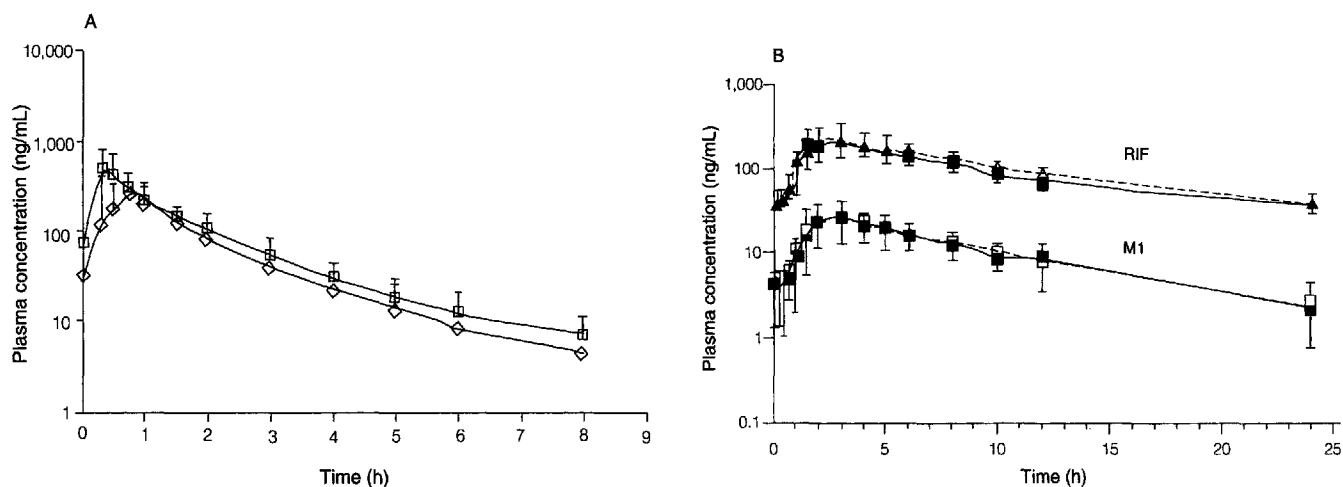 A
10,000
1,000
100
10
1
Plasma concentration (ng/mL)
0 1 2 3 4 5 6 7 8 9
Time (h)
B
1,000
100
10
1
0.1
Plasma concentration (ng/mL)
RIF
M1
0 5 10 15 20 25
Time (h)